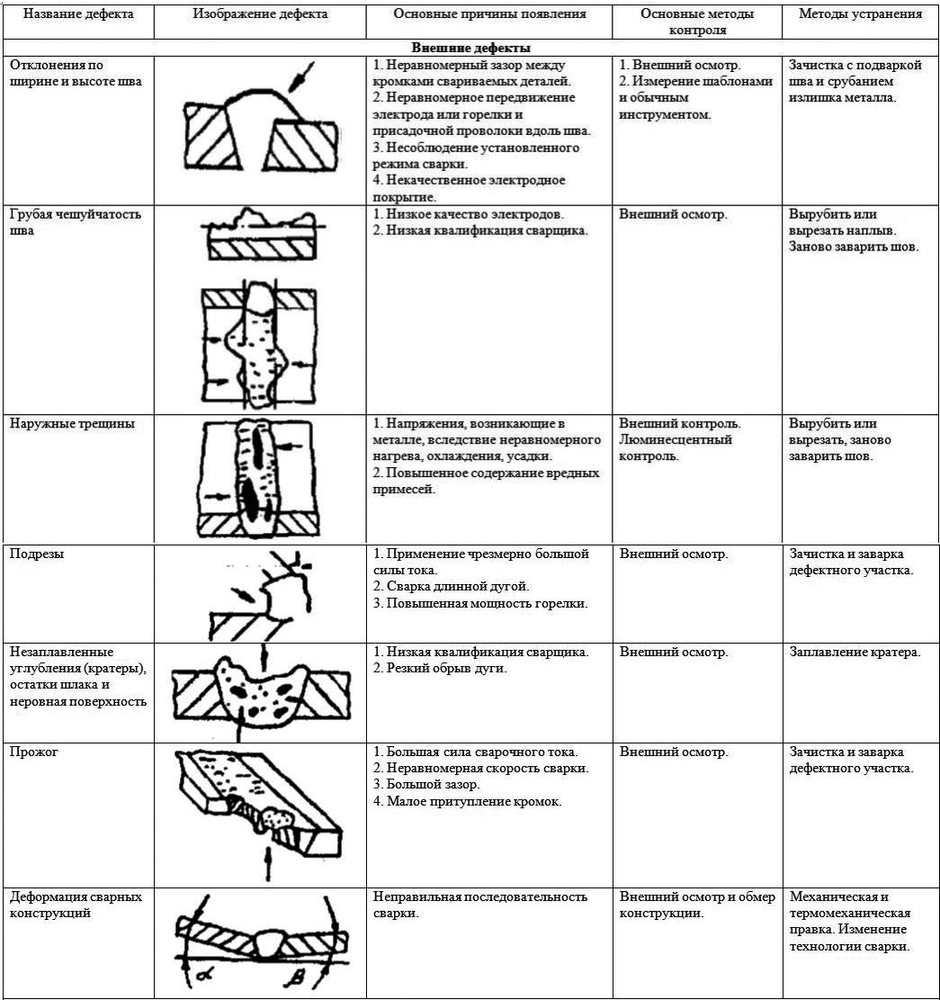 Название дефекта
Изображение дефекта
Основные причины появления
Основные методы
контроля
Методы устранения
Внешние дефекты
Отклонения по
ширине и высоте шва
1. Неравномерный зазор между
кромками свариваемых деталей.
2. Неравномерное передвижение
электрода или горелки и
присадочной проволоки вдоль шва.
3. Несоблюдение установленного
режима сварки.
4. Некачественное электродное
покрытие.
1. Внешний осмотр.
2. Измерение шаблонами
и обычным
инструментом.
Зачистка с подваркой
шва и срубанием
излишка металла.
Грубая чешуйчатость
шва
1. Низкое качество электродов.
2. Низкая квалификация сварщика.
Внешний осмотр.
Вырубить или
вырезать наплыв.
Заново заварить шов.
Наружные трещины
1. Напряжения, возникающие в
металле, вследствие неравномерного
нагрева, охлаждения, усадки.
2. Повышенное содержание вредных
примесей.
Внешний контроль.
Люминесцентный
контроль.
Вырубить или
вырезать, заново
заварить шов.
Подрезы
1. Применение чрезмерно большой
силы тока.
2. Сварка длинной дугой.
3. Повышенная мощность горелки.
Внешний осмотр.
Зачистка и заварка
дефектного участка.
Незаплавленные
углубления (кратеры),
остатки шлака и
неровная поверхность
1. Низкая квалификация сварщика.
2. Резкий обрыв дуги.
Внешний осмотр.
Заплавление кратера.
Прожог
1. Большая сила сварочного тока.
2. Неравномерная скорость сварки.
3. Большой зазор.
4. Малое притупление кромок.
Внешний осмотр.
Зачистка и заварка
дефектного участка.
Деформация сварных
конструкций
α
β
Неправильная последовательность
сварки.
Внешний осмотр и обмер
конструкции.
Механическая и
термомеханическая
правка. Изменение
технологии сварки.